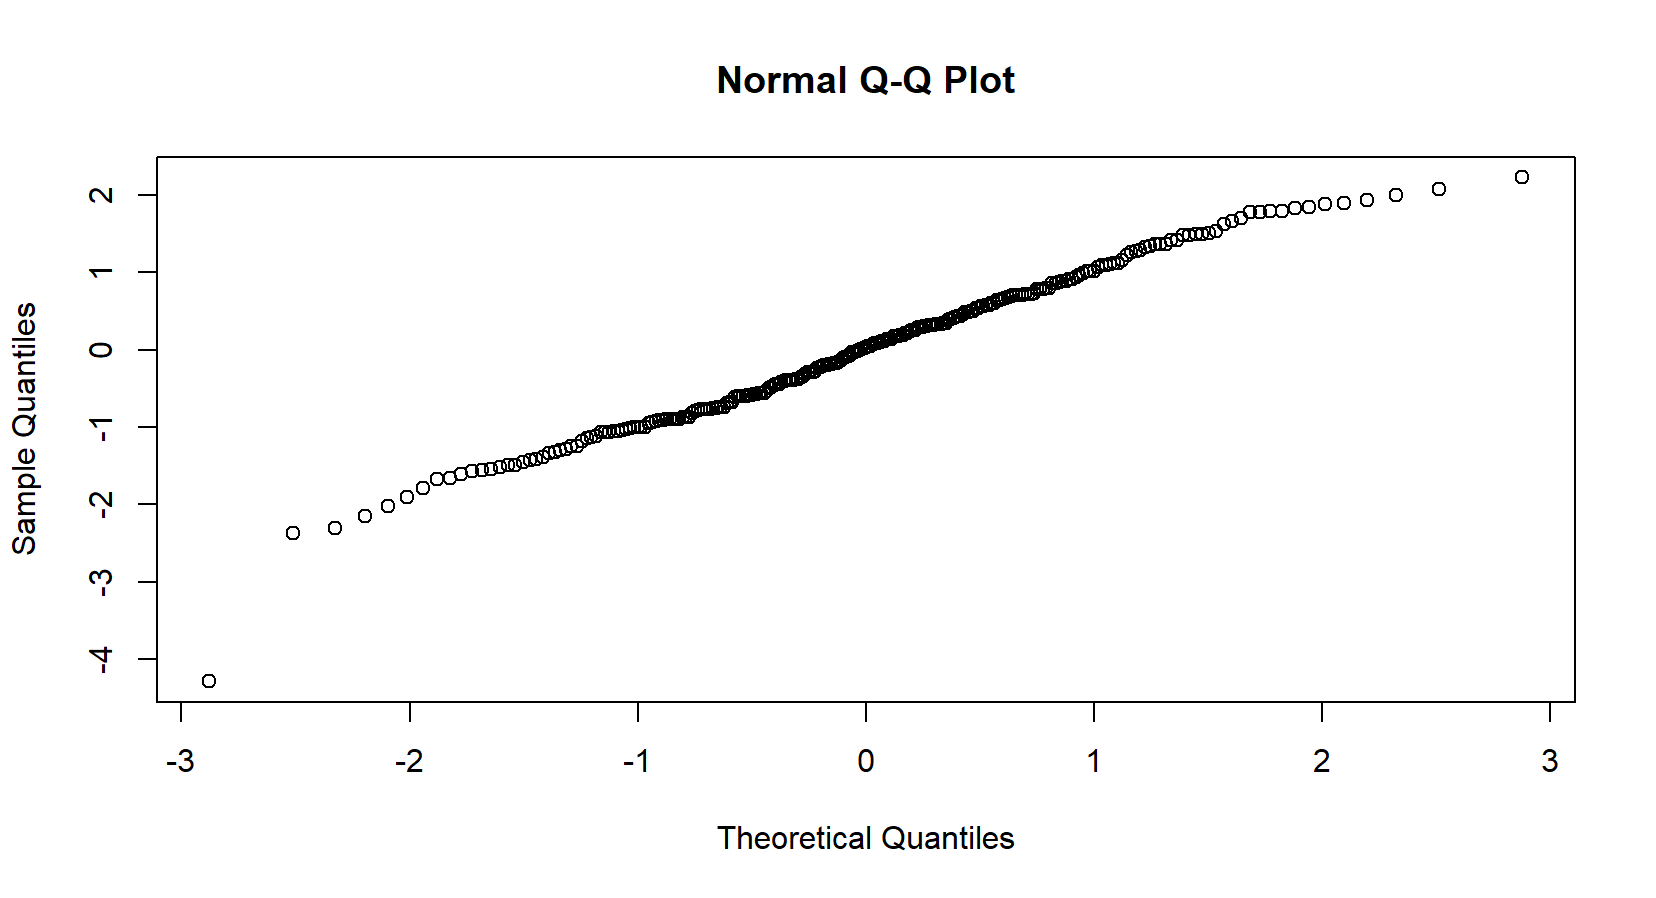 Normal Q-Q Plot
Sample Quantiles
2
1
0
-1
-2
-3
-4
-3 -2 -1 0 1 2 3
Theoretical Quantiles